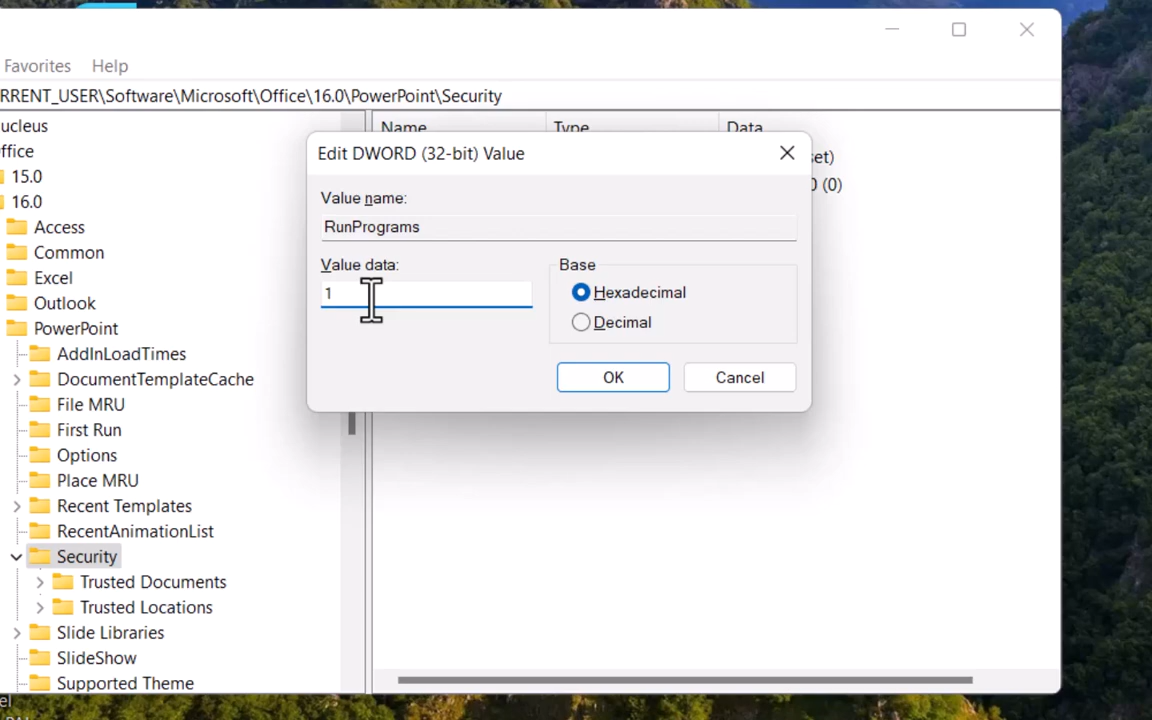 Favorites Help
RRENT_USER\Software\Microsoft\Office\16.0\PowerPoint\Security
ucleus
ffice
15.0
16.0
Access
Common
Excel
Outlook
PowerPoint
AddInLoadTimes
DocumentTemplateCache
File MRU
First Run
Options
Place MRU
Recent Templates
RecentAnimationList
Security
Trusted Documents
Trusted Locations
Slide Libraries
SlideShow
Supported Theme
Name Type Data
set)
0 (0)
Edit DWORD (32-bit) Value
Value name:
RunPrograms
Value data:
1
Base
Hexadecimal
Decimal
OK Cancel
el